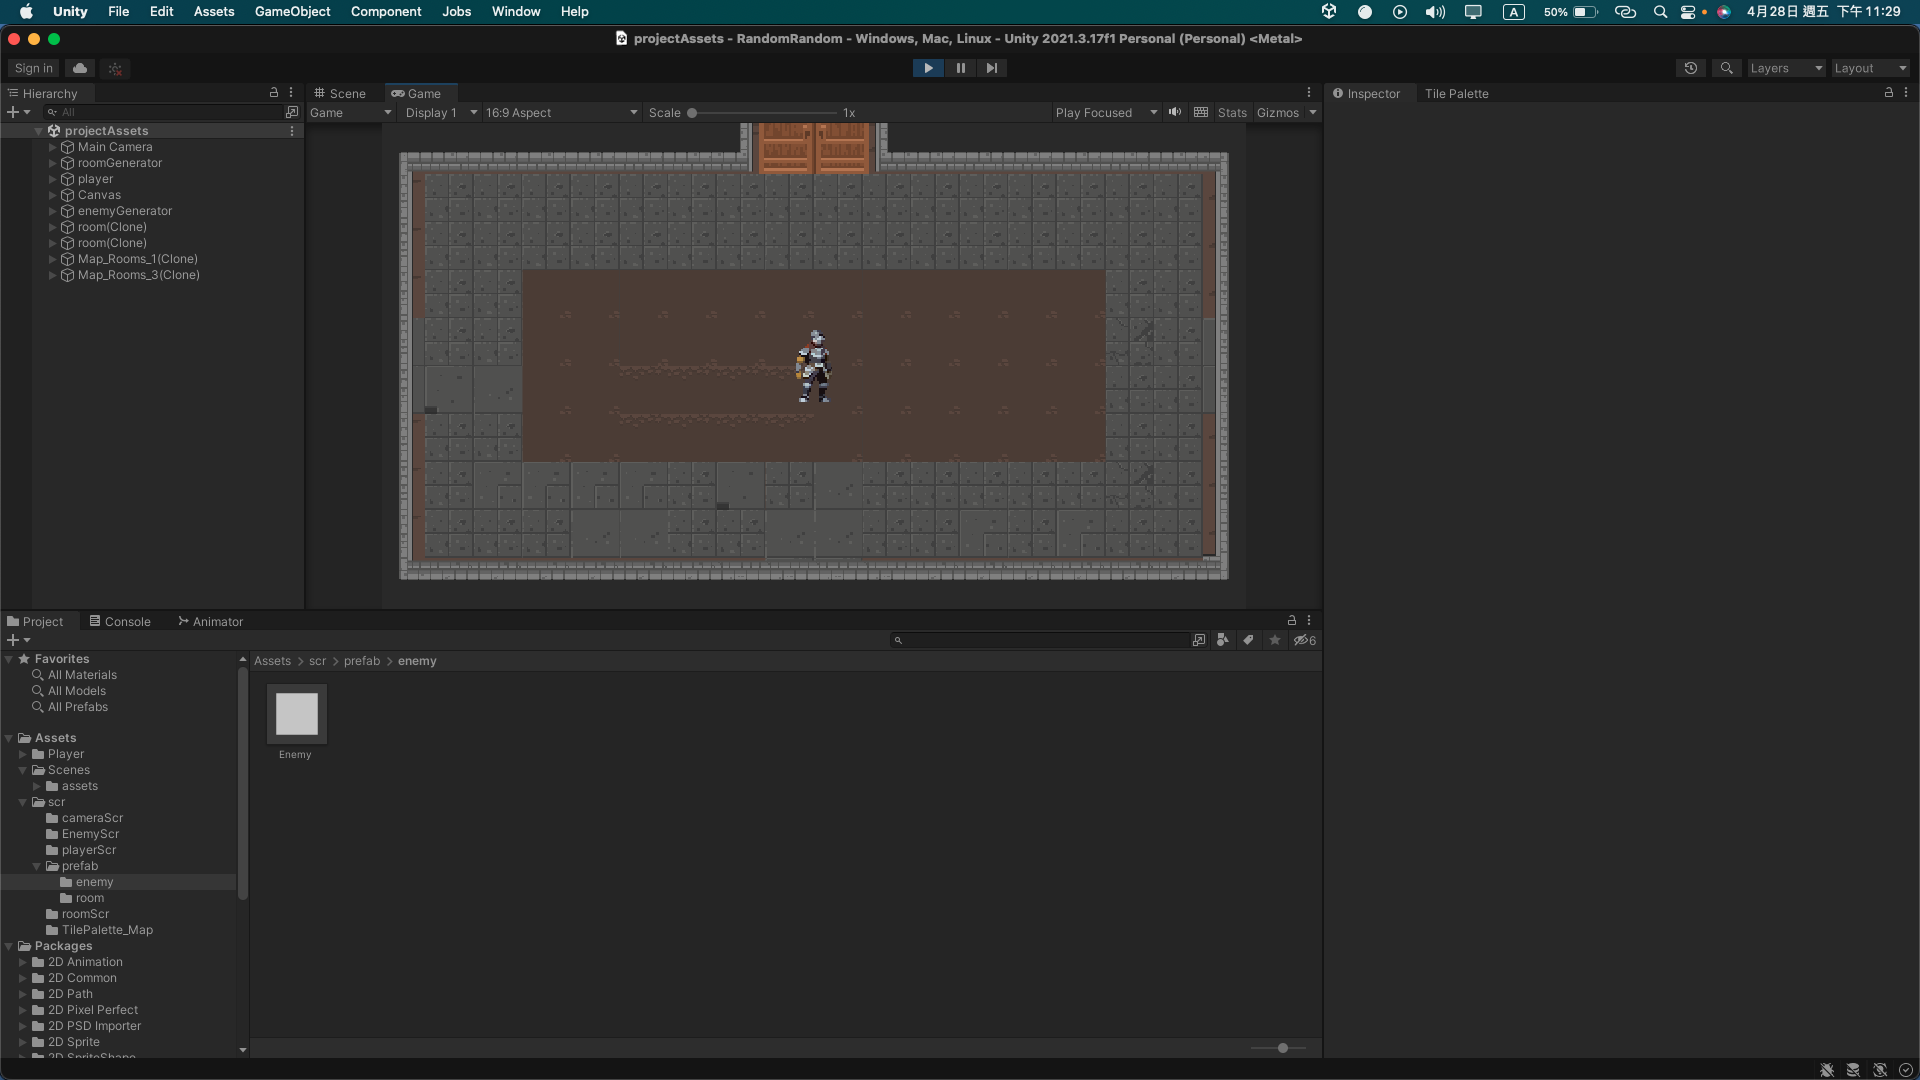 Unity File Edit Assets GameObject Component Jobs Window Help A 50% 4月28日 週五 下午 11:29
projectAssets - RandomRandom - Windows, Mac, Linux - Unity 2021.3.17f1 Personal (Personal) <Metal>
Sign in Layers Layout
Hierarchy Scene Game Inspector Tile Palette
All Game Display 1 16:9 Aspect Scale 1x Play Focused Stats Gizmos
projectAssets
Main Camera
roomGenerator
player
Canvas
enemyGenerator
room(Clone)
room(Clone)
Map_Rooms_1(Clone)
Map_Rooms_3(Clone)
Project Console Animator
6
Favorites
All Materials
All Models
All Prefabs
Assets
Player
Scenes
assets
scr
cameraScr
EnemyScr
playerScr
prefab
enemy
room
roomScr
TilePalette_Map
Packages
2D Animation
2D Common
2D Path
2D Pixel Perfect
2D PSD Importer
2D Sprite
2D SpriteShape
Assets > scr > prefab > enemy
Enemy